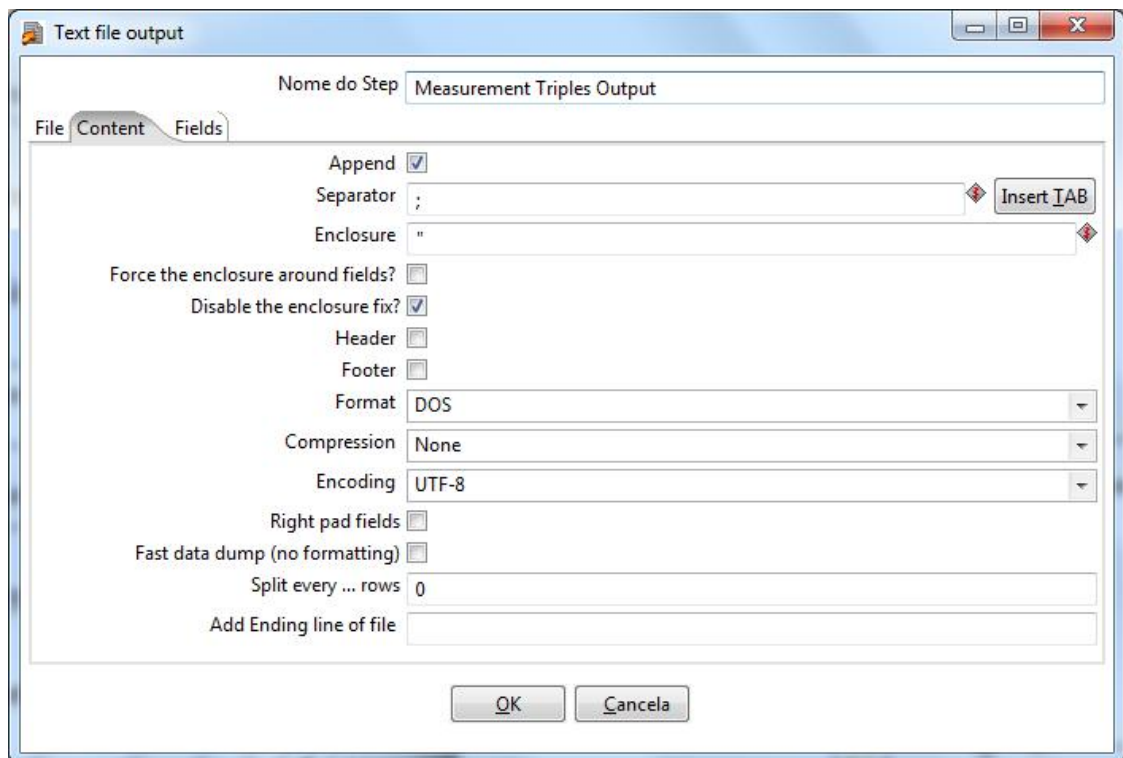 Text file output
Nome do Step Measurement Triples Output
File Content Fields
Append
Separator ; Insert TAB
Enclosure "
Force the enclosure around fields?
Disable the enclosure fix?
Header
Footer
Format DOS
Compression None
Encoding UTF-8
Right pad fields
Fast data dump (no formatting)
Split every ... rows 0
Add Ending line of file
OK Cancela